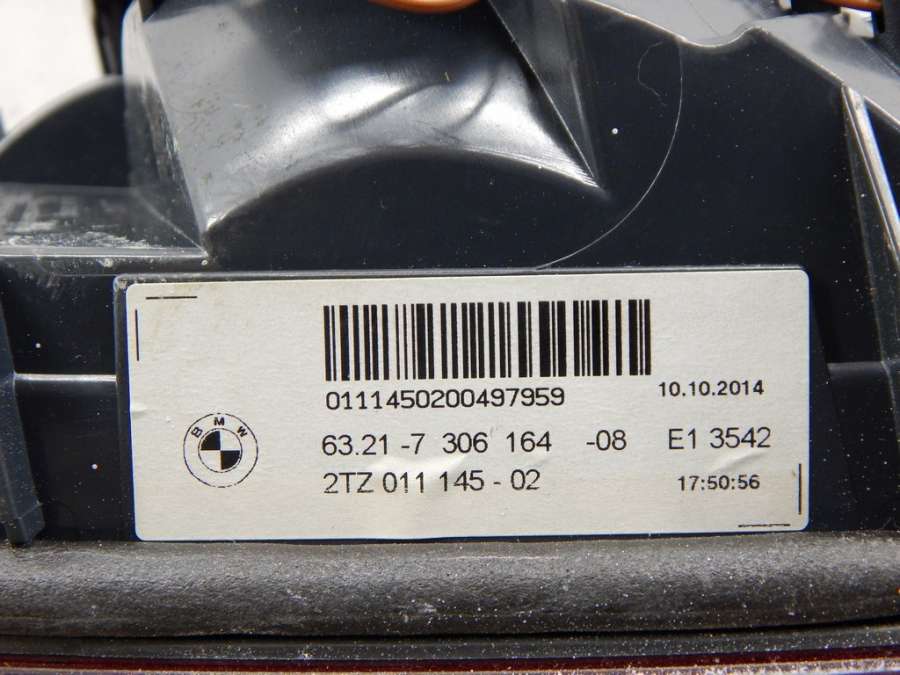 0111450200497959
10.10.2014
BMW
63.21-7 306 164 -08 E1 3542
2TZ 011 145 - 02
17:50:56